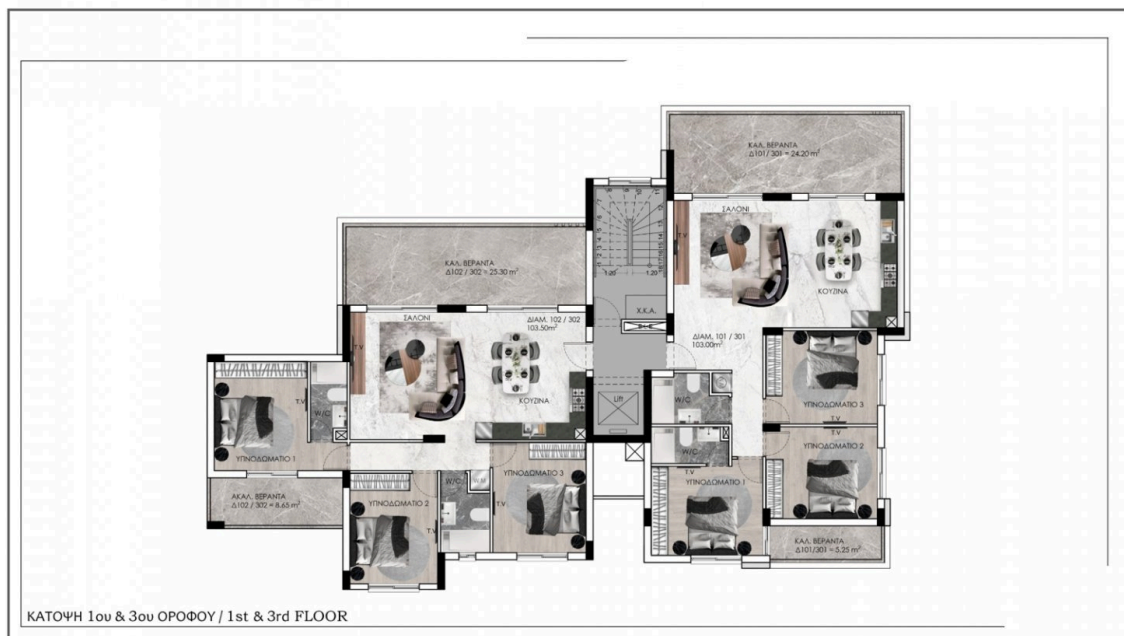 ΚΑΛ. ΒΕΡΑΝΤΑ
Δ101/ 301 = 24.20 m²
ΣΑΛΟΝΙ
T.V
ΚΟΥΖΙΝΑ
ΔΙΑΜ. 101 / 301
103.00m²
Χ.Κ.Α.
1:20
1:20
Lift
ΚΑΛ. ΒΕΡΑΝΤΑ
Δ102 / 302 = 25.30 m²
ΣΑΛΟΝΙ
ΔΙΑΜ. 102 / 302
103.50m²
T.V
ΚΟΥΖΙΝΑ
T.V
W/C
ΥΠΝΟΔΩΜΑΤΙΟ 1
ΑΚΑΛ. ΒΕΡΑΝΤΑ
Δ102 / 302 = 8.65 m²
ΥΠΝΟΔΩΜΑΤΙΟ 2
T.V
W/C
ΥΠΝΟΔΩΜΑΤΙΟ 3
T.V
ΥΠΝΟΔΩΜΑΤΙΟ 3
T.V
T.V
ΥΠΝΟΔΩΜΑΤΙΟ 2
W/C
W/C
T.V
ΥΠΝΟΔΩΜΑΤΙΟ 1
ΚΑΛ. ΒΕΡΑΝΤΑ
Δ101/301 = 5.25 m²
ΚΑΤΟΨΗ 1ου & 3ου ΟΡΟΦΟΥ / 1st & 3rd FLOOR